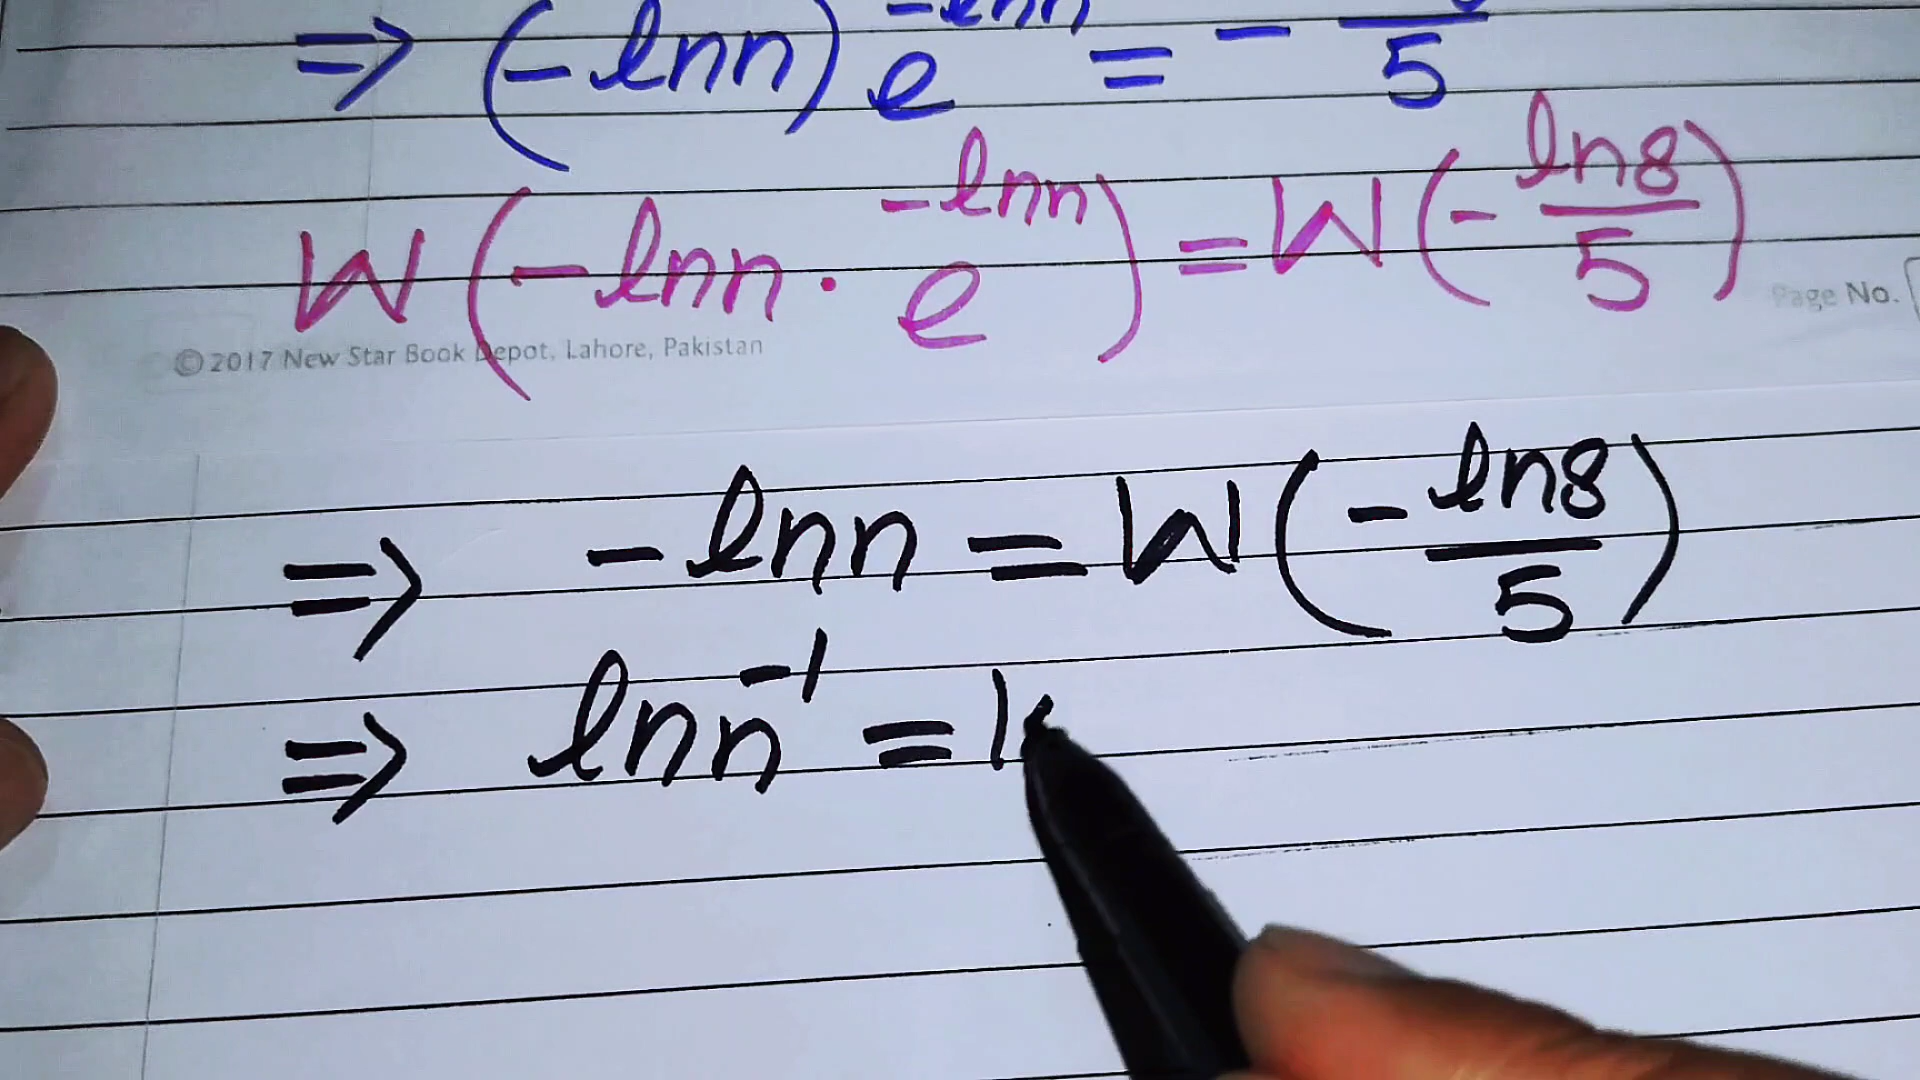 ⇒ (-lnn) e^-lnn = - /5
W(-lnn · e^-lnn) = W(-ln8/5)
Page No.
© 2017 New Star Book Depot, Lahore, Pakistan
⇒ -lnn = W(-ln8/5)
⇒ lnn^-1 =